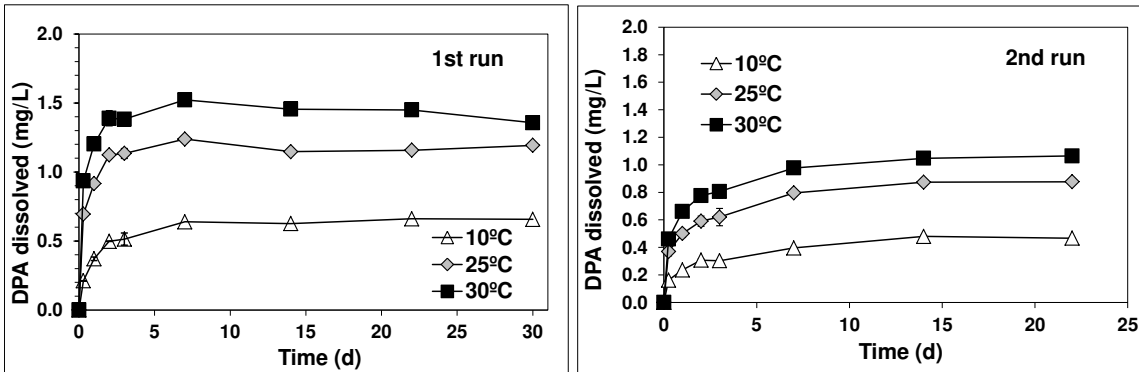 1st run
DPA dissolved (mg/L)
2.0
1.5
1.0
0.5
0.0
10ºC
25ºC
30ºC
0 5 10 15 20 25 30
Time (d)
2nd run
DPA dissolved (mg/L)
2.0
1.8
1.6
1.4
1.2
1.0
0.8
0.6
0.4
0.2
0.0
10ºC
25ºC
30ºC
0 5 10 15 20 25
Time (d)